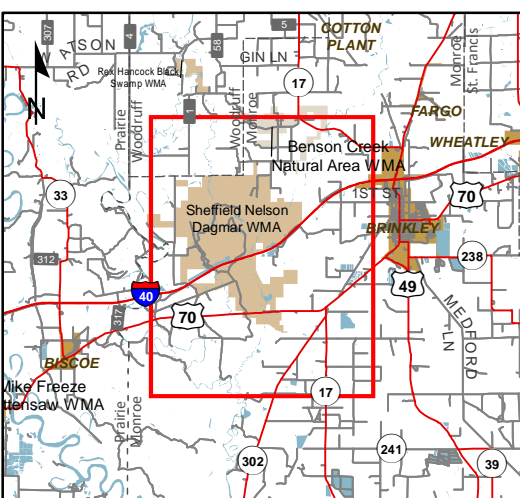 307
4
58
5
COTTON
PLANT
WATSON
RD
GIN LN
Monroe
St. Francis
Rex Hancock Black
Swamp WMA
17
N
Prairie
Woodruff
1
Woodruff
Monroe
FARGO
Benson Creek
Natural Area WMA
WHEATLEY
33
1ST ST
70
Sheffield Nelson
Dagmar WMA
BRINKLEY
312
238
40
49
317
70
MEDFORD
LN
BISCOE
Mike Freeze
ttensaw WMA
Prairie
Monroe
17
302
241
39